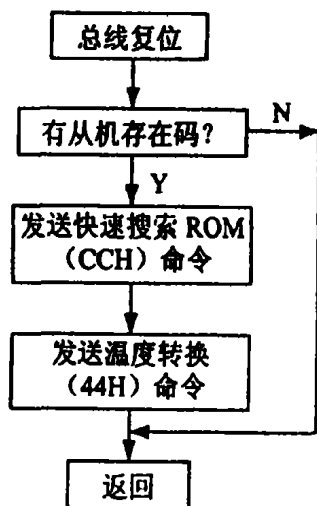 总线复位
有从机存在码?
N
Y
发送快速搜索 ROM
(CCH)命令
发送温度转换
(44H)命令
返回